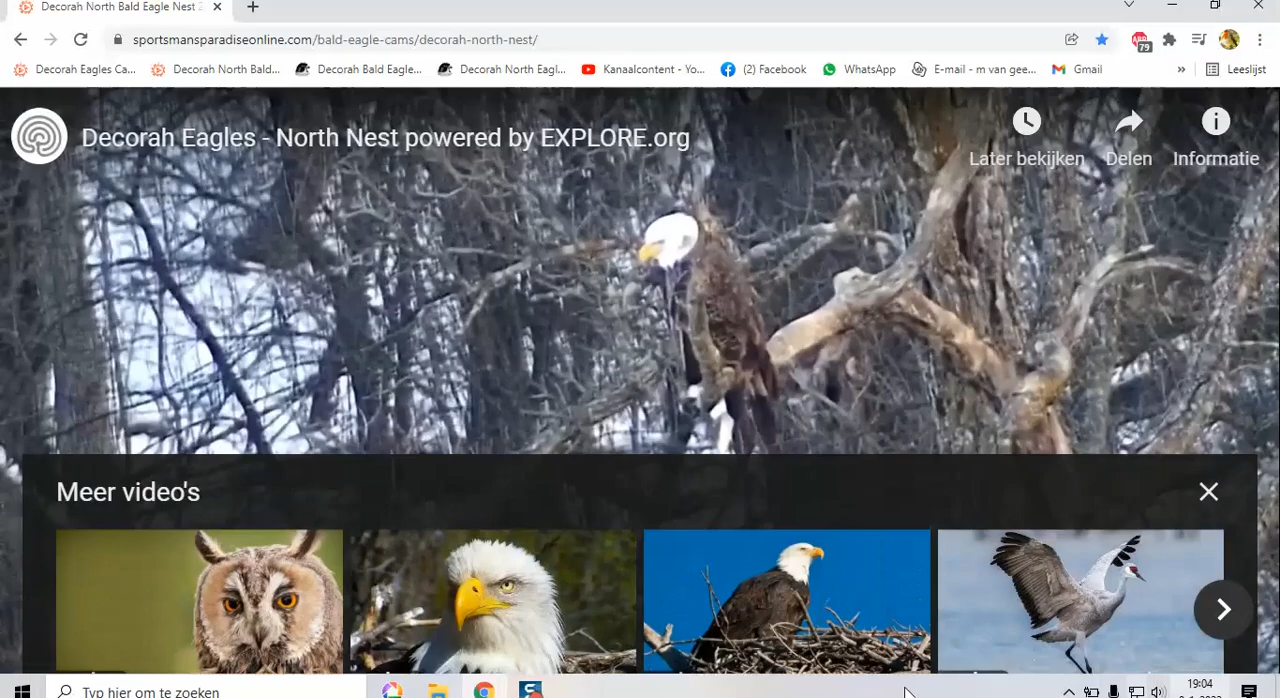 Decorah North Bald Eagle Nest
sportsmansparadiseonline.com/bald-eagle-cams/decorah-north-nest/
79
Decorah Eagles Ca... Decorah North Bald... Decorah Bald Eagle... Decorah North Eagl... Kanaalcontent - Yo... (2) Facebook WhatsApp E-mail - m van gee... Gmail » Leeslijst
Decorah Eagles - North Nest powered by EXPLORE.org
Later bekijken Delen Informatie
Meer video's
Typ hier om te zoeken
19:04